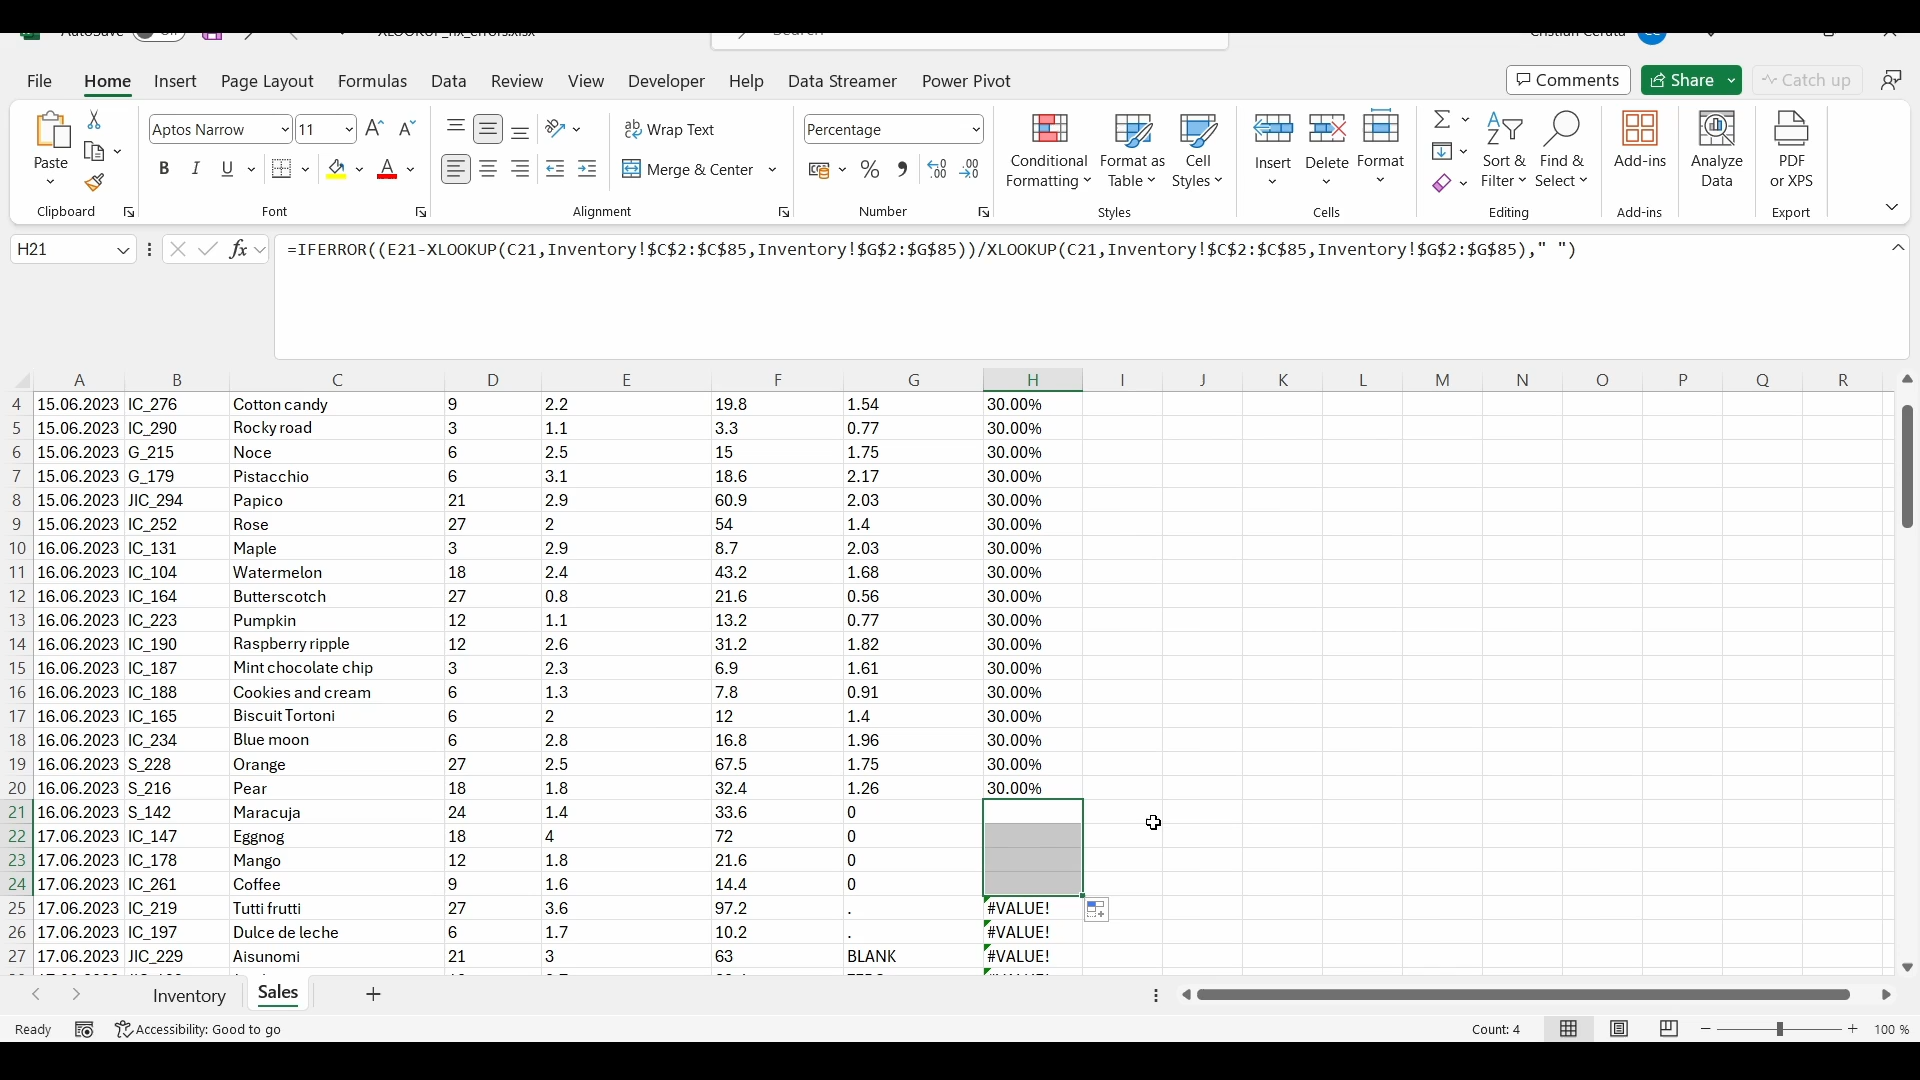 File Home Insert Page Layout Formulas Data Review View Developer Help Data Streamer Power Pivot Comments Share Catch up
Aptos Narrow 11 Wrap Text Percentage
Paste B I U Merge & Center % Conditional Formatting Format as Table Cell Styles Insert Delete Format Sort & Filter Find & Select Add-ins Analyze Data PDF or XPS
Clipboard Font Alignment Number Styles Cells Editing Add-ins Export
H21 fx =IFERROR((E21-XLOOKUP(C21,Inventory!$C$2:$C$85,Inventory!$G$2:$G$85))/XLOOKUP(C21,Inventory!$C$2:$C$85,Inventory!$G$2:$G$85)," ")
A B C D E F G H I J K L M N O P Q R
4 15.06.2023 IC_276 Cotton candy 9 2.2 19.8 1.54 30.00%
5 15.06.2023 IC_290 Rocky road 3 1.1 3.3 0.77 30.00%
6 15.06.2023 G_215 Noce 6 2.5 15 1.75 30.00%
7 15.06.2023 G_179 Pistacchio 6 3.1 18.6 2.17 30.00%
8 15.06.2023 JIC_294 Papico 21 2.9 60.9 2.03 30.00%
9 15.06.2023 IC_252 Rose 27 2 54 1.4 30.00%
10 16.06.2023 IC_131 Maple 3 2.9 8.7 2.03 30.00%
11 16.06.2023 IC_104 Watermelon 18 2.4 43.2 1.68 30.00%
12 16.06.2023 IC_164 Butterscotch 27 0.8 21.6 0.56 30.00%
13 16.06.2023 IC_223 Pumpkin 12 1.1 13.2 0.77 30.00%
14 16.06.2023 IC_190 Raspberry ripple 12 2.6 31.2 1.82 30.00%
15 16.06.2023 IC_187 Mint chocolate chip 3 2.3 6.9 1.61 30.00%
16 16.06.2023 IC_188 Cookies and cream 6 1.3 7.8 0.91 30.00%
17 16.06.2023 IC_165 Biscuit Tortoni 6 2 12 1.4 30.00%
18 16.06.2023 IC_234 Blue moon 6 2.8 16.8 1.96 30.00%
19 16.06.2023 S_228 Orange 27 2.5 67.5 1.75 30.00%
20 16.06.2023 S_216 Pear 18 1.8 32.4 1.26 30.00%
21 16.06.2023 S_142 Maracuja 24 1.4 33.6 0
22 17.06.2023 IC_147 Eggnog 18 4 72 0
23 17.06.2023 IC_178 Mango 12 1.8 21.6 0
24 17.06.2023 IC_261 Coffee 9 1.6 14.4 0
25 17.06.2023 IC_219 Tutti frutti 27 3.6 97.2 . #VALUE!
26 17.06.2023 IC_197 Dulce de leche 6 1.7 10.2 . #VALUE!
27 17.06.2023 JIC_229 Aisunomi 21 3 63 BLANK #VALUE!
Inventory Sales
Ready Accessibility: Good to go Count: 4 100 %